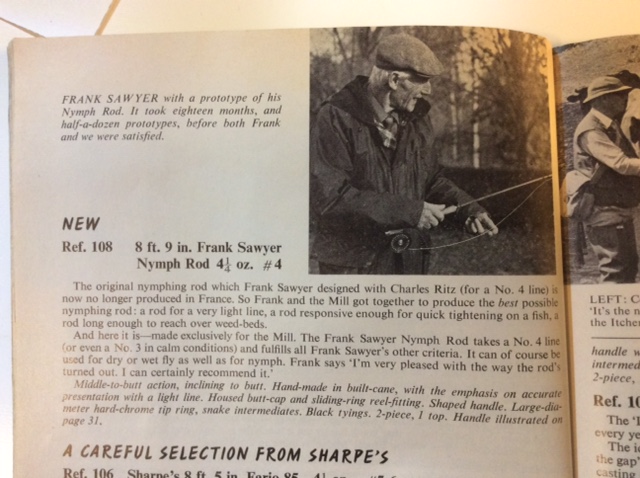 FRANK SAWYER with a prototype of his
Nymph Rod. It took eighteen months, and
half-a-dozen prototypes, before both Frank
and we were satisfied.
NEW
Ref. 108 8 ft. 9 in. Frank Sawyer
Nymph Rod 4¼ oz. #4
The original nymphing rod which Frank Sawyer designed with Charles Ritz (for a No. 4 line) is
now no longer produced in France. So Frank and the Mill got together to produce the best possible
nymphing rod: a rod for a very light line, a rod responsive enough for quick tightening on a fish, a
rod long enough to reach over weed-beds.
And here it is—made exclusively for the Mill. The Frank Sawyer Nymph Rod takes a No. 4 line
(or even a No. 3 in calm conditions) and fulfills all Frank Sawyer's other criteria. It can of course be
used for dry or wet fly as well as for nymph. Frank says 'I'm very pleased with the way the rod's
turned out. I can certainly recommend it.'
Middle-to-butt action, inclining to butt. Hand-made in built-cane, with the emphasis on accurate
presentation with a light line. Housed butt-cap and sliding-ring reel-fitting. Shaped handle. Large-dia-
meter hard-chrome tip ring, snake intermediates. Black tyings. 2-piece, 1 top. Handle illustrated on
page 31.
A CAREFUL SELECTION FROM SHARPE'S
Ref. 106 Sharpe's 8 ft. 5 in. Fario 85
LEFT: C
'It's the n
the Itchen
handle w
intermed
2-piece,
Ref. 10
The 'I
every ye
The ic
the gap'
casting